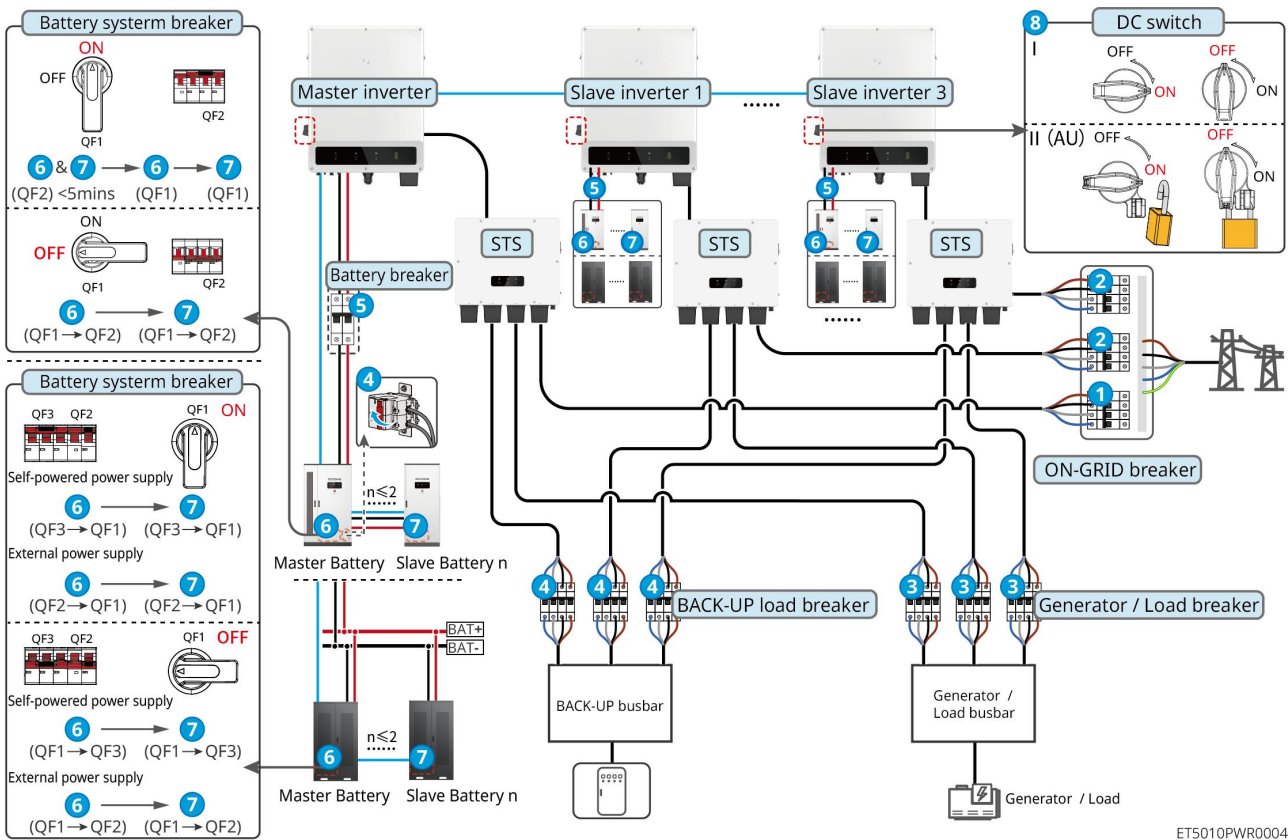 Battery systerm breaker
ON
OFF
QF1
QF2
6 & 7 → 6 → 7
(QF2) <5mins (QF1) (QF1)
ON
OFF
QF1
QF2
6 → 7
(QF1→QF2) (QF1→QF2)
Battery systerm breaker
QF3 QF2
QF1 ON
Self-powered power supply
6 → 7
(QF3→QF1) (QF3→QF1)
External power supply
6 → 7
(QF2→QF1) (QF2→QF1)
QF3 QF2
QF1 OFF
Self-powered power supply
6 → 7
(QF1→QF3) (QF1→QF3)
External power supply
6 → 7
(QF1→QF2) (QF1→QF2)
Master inverter
Slave inverter 1
......
Slave inverter 3
8
DC switch
I
OFF
ON
OFF
ON
II (AU)
OFF
ON
OFF
ON
5
6 ...... 7
......
5
6 ...... 7
......
......
STS
STS
STS
Battery breaker
5
4
2
2
1
ON-GRID breaker
n≤2
......
6
7
Master Battery Slave Battery n
BAT+
BAT-
n≤2
......
6
7
Master Battery Slave Battery n
4
4
4
BACK-UP load breaker
3
3
3
Generator / Load breaker
BACK-UP busbar
Generator /
Load busbar
Generator / Load
ET5010PWR0004